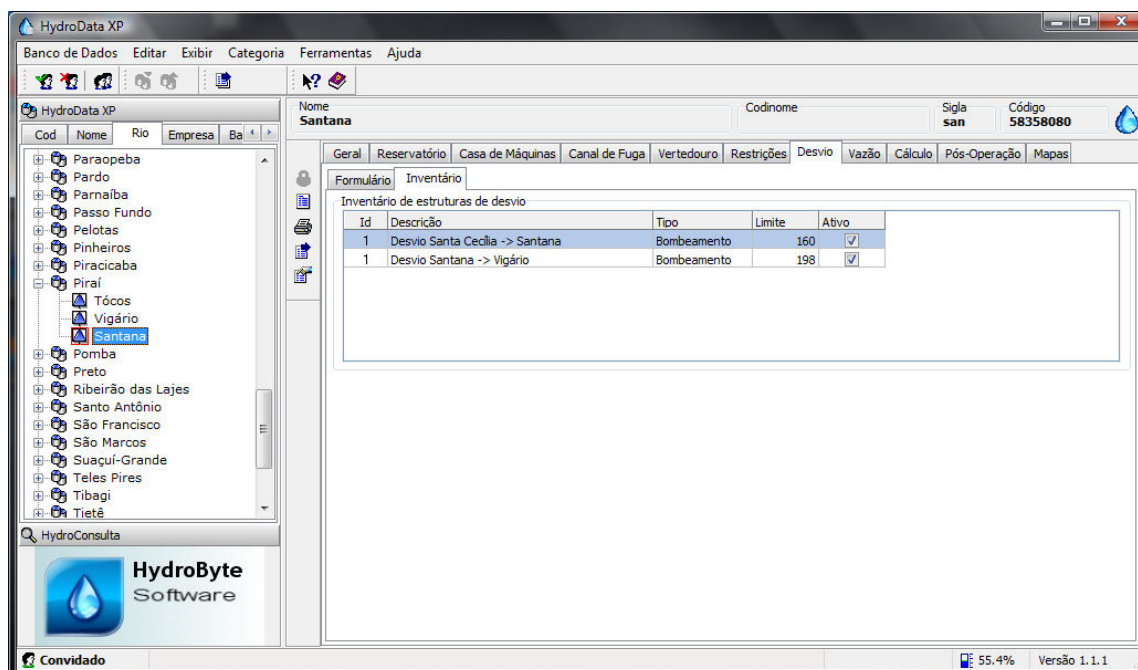 HydroData XP
Banco de Dados Editar Exibir Categoria Ferramentas Ajuda
HydroData XP
Cod Nome Rio Empresa Ba
Paraopeba
Pardo
Parnaíba
Passo Fundo
Pelotas
Pinheiros
Piracicaba
Piraí
Tócos
Vigário
Santana
Pomba
Preto
Ribeirão das Lajes
Santo Antônio
São Francisco
São Marcos
Suaçuí-Grande
Teles Pires
Tibagi
Tietê
HydroConsulta
HydroByte
Software
Nome Codinome Sigla Código
Santana san 58358080
Geral Reservatório Casa de Máquinas Canal de Fuga Vertedouro Restrições Desvio Vazão Cálculo Pós-Operação Mapas
Formulário Inventário
Inventário de estruturas de desvio
Id Descrição Tipo Limite Ativo
1 Desvio Santa Cecília -> Santana Bombeamento 160
1 Desvio Santana -> Vigário Bombeamento 198
Convidado 55.4% Versão 1.1.1